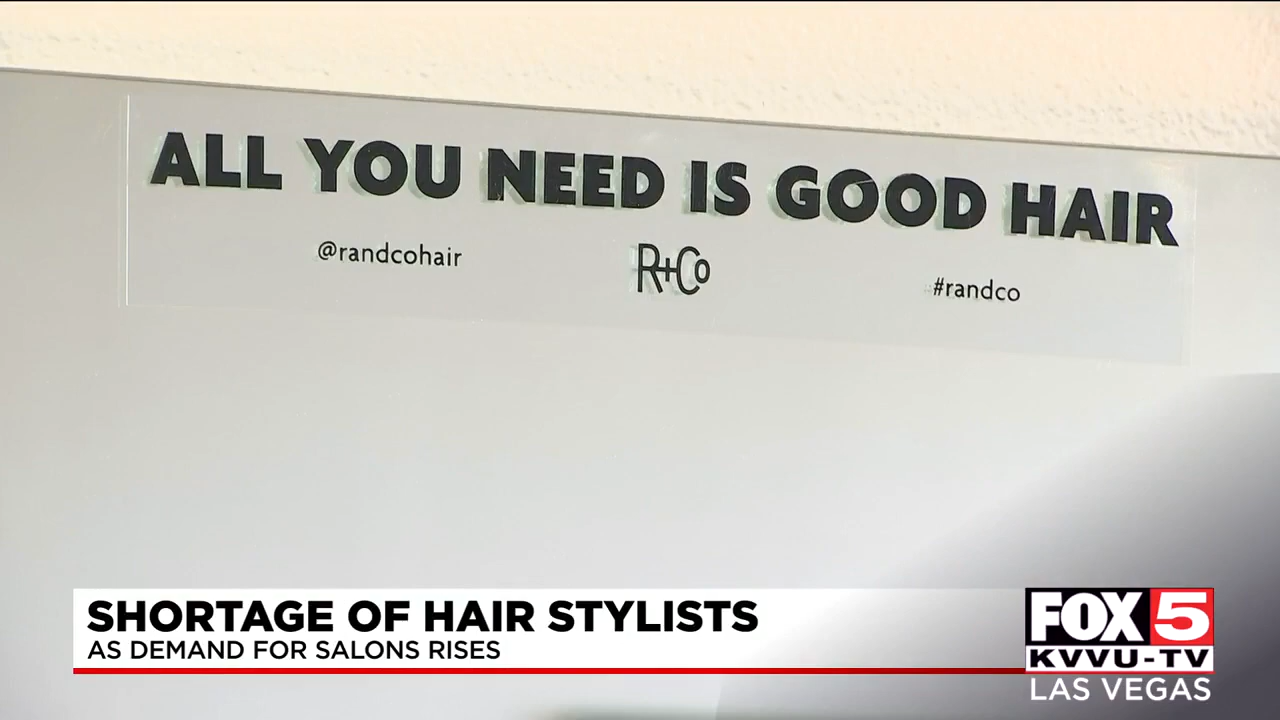 ALL YOU NEED IS GOOD HAIR
@randcohair R+Co #randco
SHORTAGE OF HAIR STYLISTS
AS DEMAND FOR SALONS RISES
FOX 5
KVVU-TV
LAS VEGAS